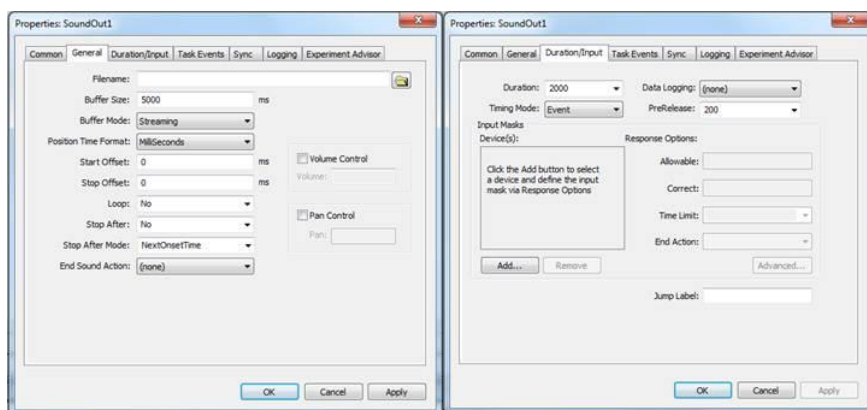 Properties: SoundOut1
Common General Duration/Input Task Events Sync Logging Experiment Advisor
Filename:
Buffer Size: 5000 ms
Buffer Mode: Streaming
Position Time Format: MilliSeconds
Start Offset: 0 ms
Stop Offset: 0 ms
Loop: No
Stop After: No
Stop After Mode: NextOnsetTime
End Sound Action: (none)
Volume Control
Volume:
Pan Control
Pan:
OK Cancel Apply
Properties: SoundOut1
Common General Duration/Input Task Events Sync Logging Experiment Advisor
Duration: 2000 Data Logging: (none)
Timing Mode: Event PreRelease: 200
Input Masks
Device(s): Response Options:
Click the Add button to select
a device and define the input
mask via Response Options
Allowable:
Correct:
Time Limit:
End Action:
Add... Remove Advanced...
Jump Label:
OK Cancel Apply